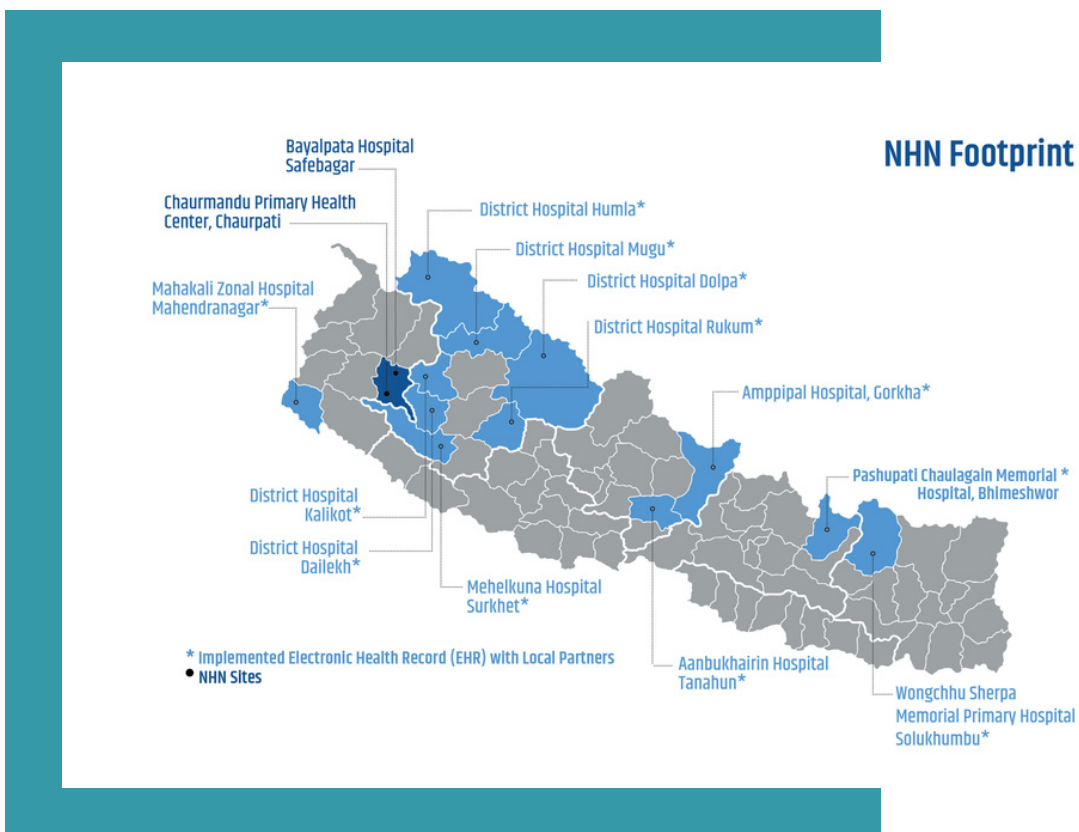 NHN Footprint
Bayalpata Hospital
Safebagar
Chaurmandu Primary Health
Center, Chaurpati
District Hospital Humla*
District Hospital Mugu*
District Hospital Dolpa*
Mahakali Zonal Hospital
Mahendranagar*
District Hospital Rukum*
Amppipal Hospital, Gorkha*
Pashupati Chaulagain Memorial *
Hospital, Bhimeshwor
District Hospital
Kalikot*
District Hospital
Dailekh*
Mehelkuna Hospital
Surkhet*
* Implemented Electronic Health Record (EHR) with Local Partners
• NHN Sites
Aanbukhairin Hospital
Tanahun*
Wongchhu Sherpa
Memorial Primary Hospital
Solukhumbu*